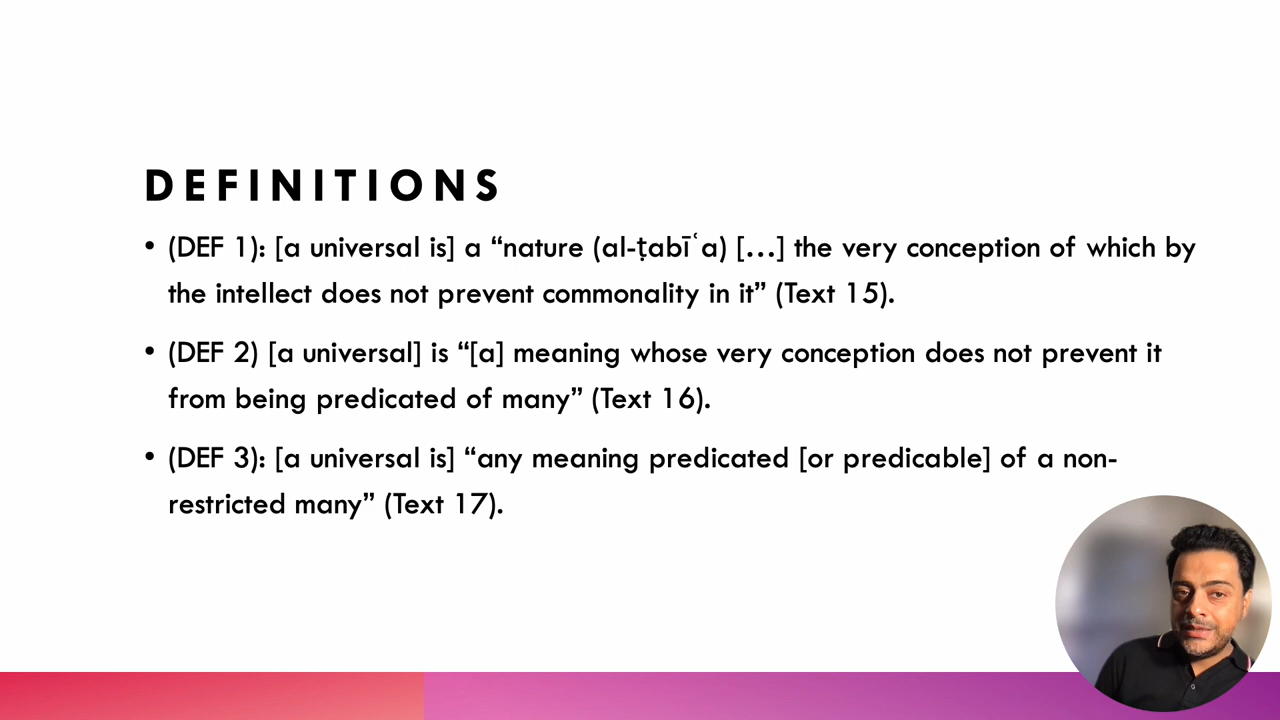 DEFINITIONS
• (DEF 1): [a universal is] a “nature (al-ṭabīʿa) […] the very conception of which by
the intellect does not prevent commonality in it” (Text 15).
• (DEF 2) [a universal] is “[a] meaning whose very conception does not prevent it
from being predicated of many” (Text 16).
• (DEF 3): [a universal is] “any meaning predicated [or predicable] of a non-
restricted many” (Text 17).